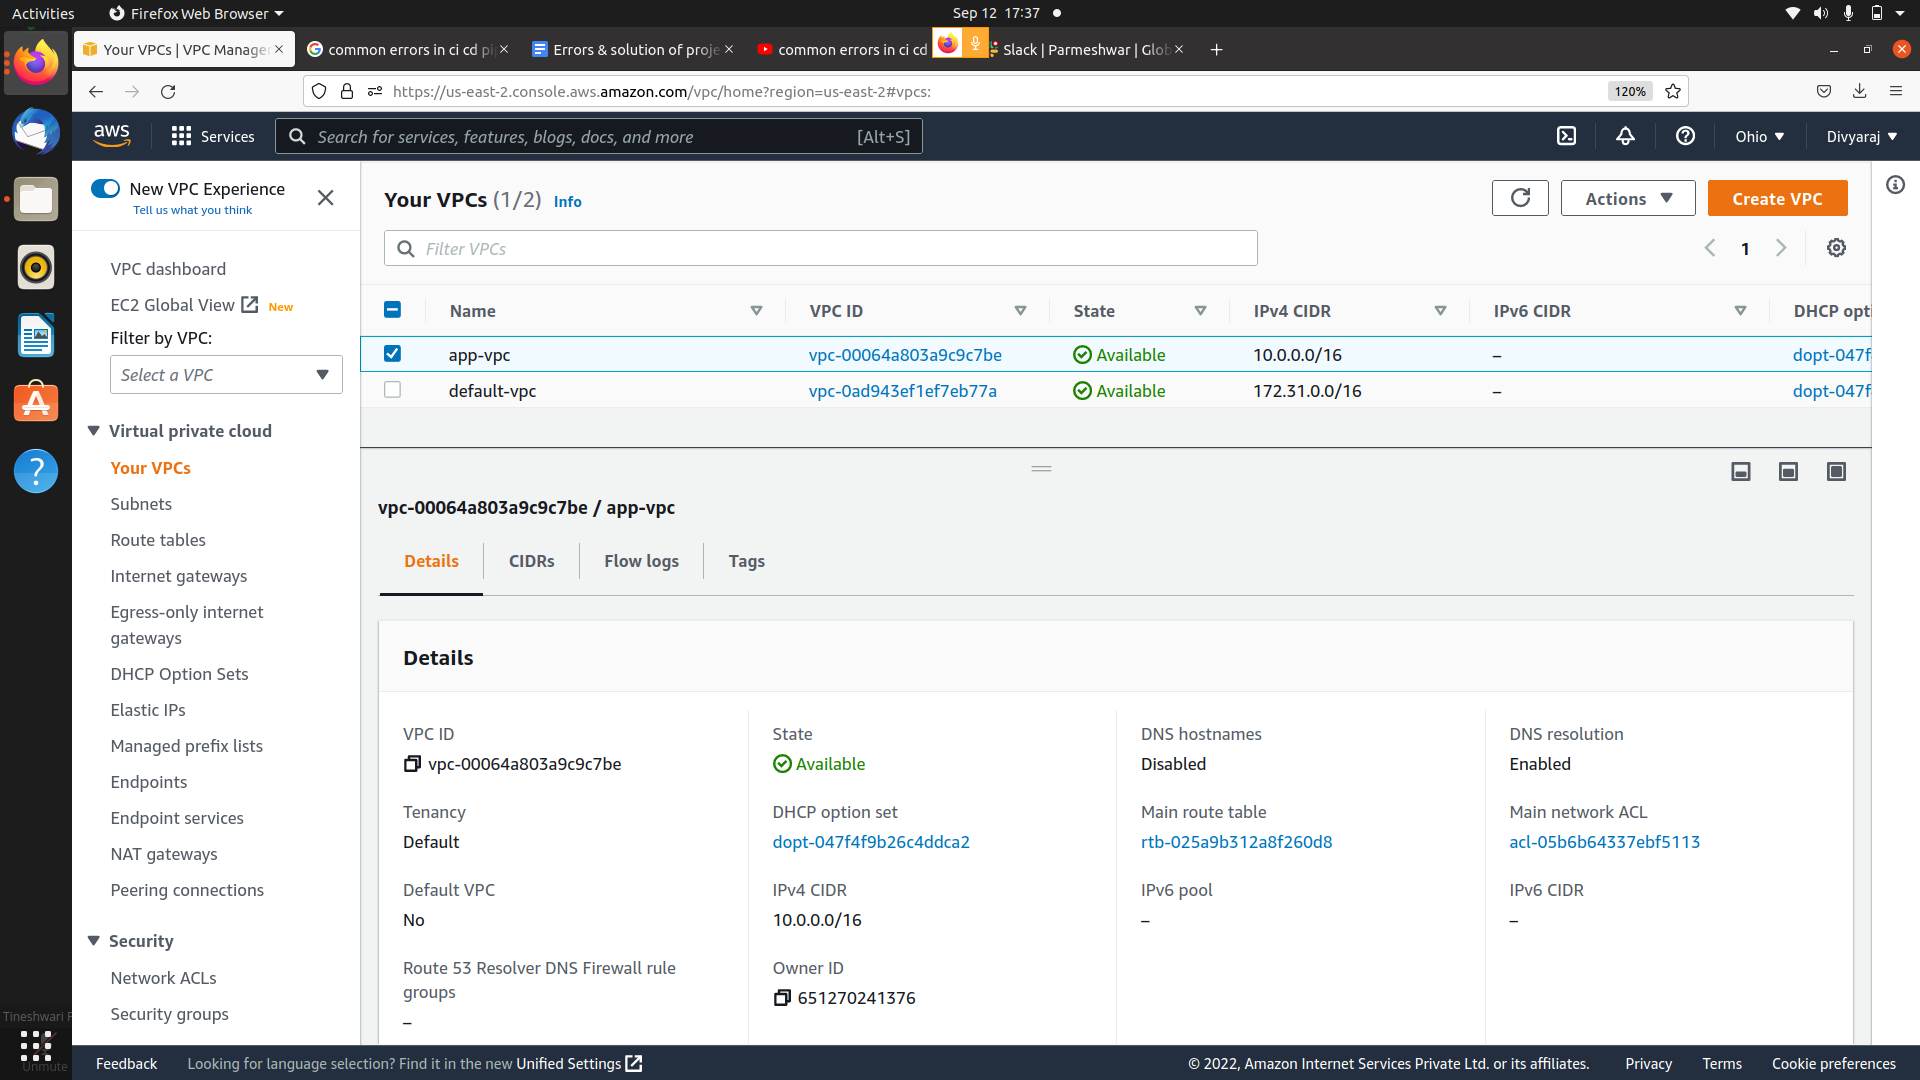 Activities
Firefox Web Browser
Sep 12 17:37
Your VPCs | VPC Manage
common errors in ci cd pi
Errors & solution of proje
common errors in ci cd
Slack | Parmeshwar | Glob
https://us-east-2.console.aws.amazon.com/vpc/home?region=us-east-2#vpcs:
120%
aws
Services
Search for services, features, blogs, docs, and more
[Alt+S]
Ohio
Divyaraj
New VPC Experience
Tell us what you think
VPC dashboard
EC2 Global View New
Filter by VPC:
Select a VPC
Virtual private cloud
Your VPCs
Subnets
Route tables
Internet gateways
Egress-only internet
gateways
DHCP Option Sets
Elastic IPs
Managed prefix lists
Endpoints
Endpoint services
NAT gateways
Peering connections
Security
Network ACLs
Security groups
Your VPCs (1/2) Info
Actions
Create VPC
Filter VPCs
1
Name VPC ID State IPv4 CIDR IPv6 CIDR DHCP opti
app-vpc vpc-00064a803a9c9c7be Available 10.0.0.0/16 – dopt-047f
default-vpc vpc-0ad943ef1ef7eb77a Available 172.31.0.0/16 – dopt-047f
vpc-00064a803a9c9c7be / app-vpc
Details CIDRs Flow logs Tags
Details
VPC ID
vpc-00064a803a9c9c7be
State
Available
DNS hostnames
Disabled
DNS resolution
Enabled
Tenancy
Default
DHCP option set
dopt-047f4f9b26c4ddca2
Main route table
rtb-025a9b312a8f260d8
Main network ACL
acl-05b6b64337ebf5113
Default VPC
No
IPv4 CIDR
10.0.0.0/16
IPv6 pool
–
IPv6 CIDR
–
Route 53 Resolver DNS Firewall rule
groups
–
Owner ID
651270241376
Tineshwari P
Unmute
Feedback
Looking for language selection? Find it in the new Unified Settings
© 2022, Amazon Internet Services Private Ltd. or its affiliates.
Privacy
Terms
Cookie preferences